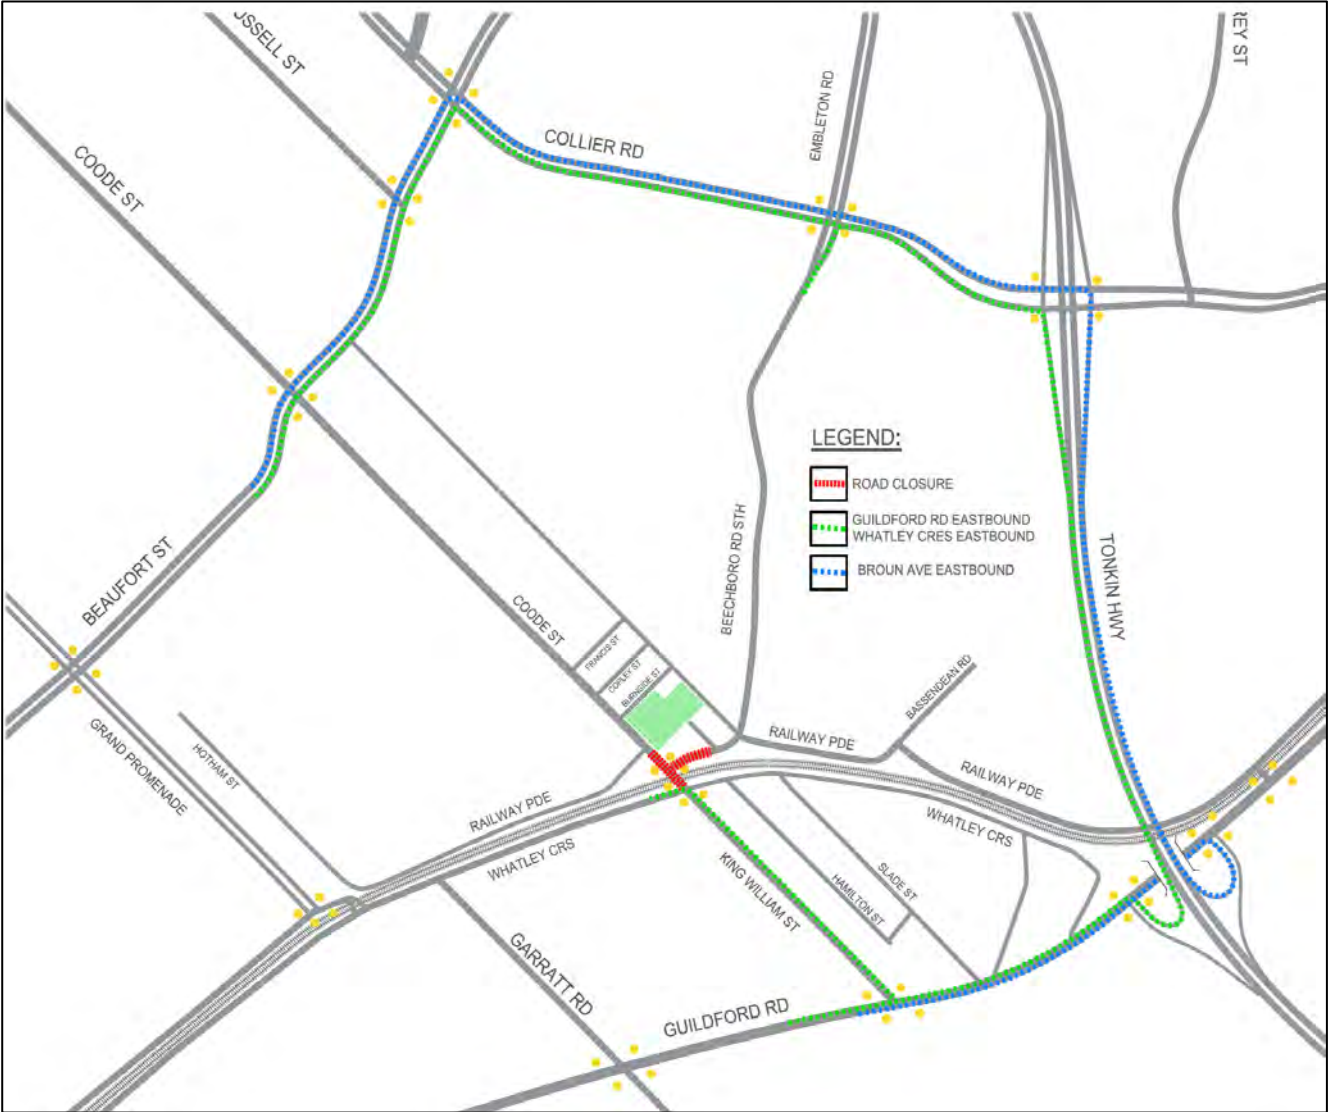 USSELL ST
REY ST
EMBLETON RD
COLLIER RD
COODE ST
LEGEND:
ROAD CLOSURE
GUILDFORD RD EASTBOUND
WHATLEY CRES EASTBOUND
BROUN AVE EASTBOUND
BEECHBORO RD STH
TONKIN HWY
BEAUFORT ST
COODE ST
FRANCIS ST
COPLEY ST
BURNSIDE ST
BASSENDEAN RD
RAILWAY PDE
GRAND PROMENADE
HOTHAM ST
RAILWAY PDE
RAILWAY PDE
WHATLEY CRS
WHATLEY CRS
KING WILLIAM ST
HAMILTON ST
SLADE ST
GARRATT RD
GUILDFORD RD